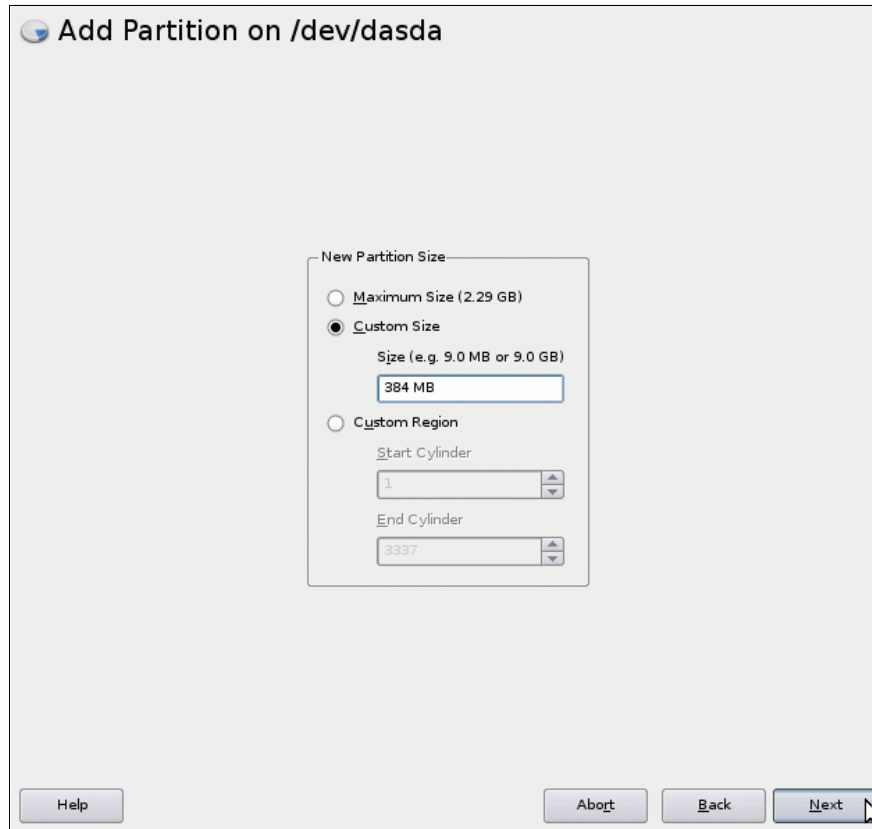 Add Partition on /dev/dasda
New Partition Size
Maximum Size (2.29 GB)
Custom Size
Size (e.g. 9.0 MB or 9.0 GB)
384 MB
Custom Region
Start Cylinder
1
End Cylinder
3337
Help
Abort
Back
Next